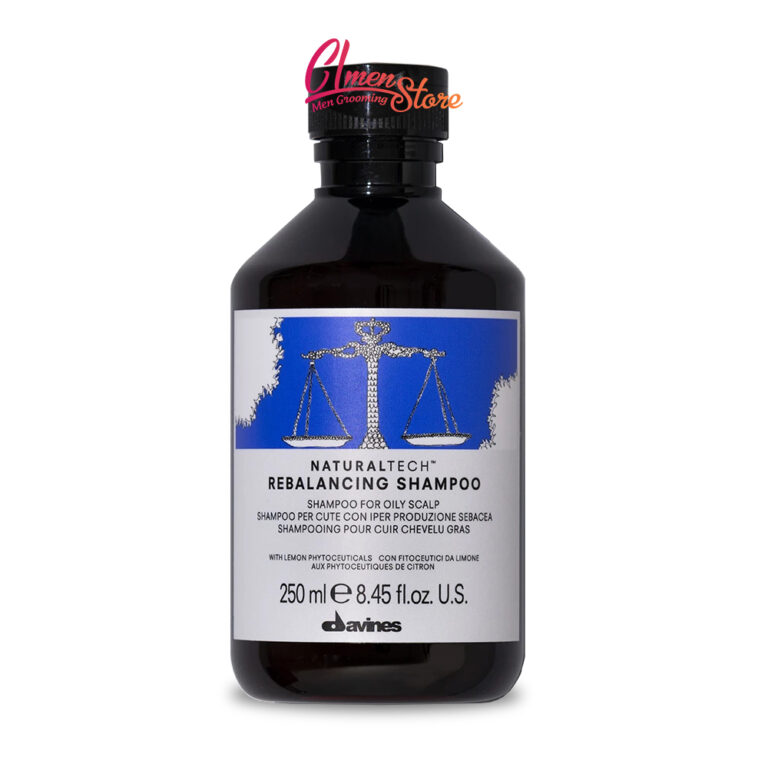 C1men Store
Men Grooming
NATURALTECH™
REBALANCING SHAMPOO
SHAMPOO FOR OILY SCALP
SHAMPOO PER CUTE CON IPER PRODUZIONE SEBACEA
SHAMPOOING POUR CUIR CHEVELU GRAS
WITH LEMON PHYTOCEUTICALS CON FITOCEUTICI DA LIMONE
AUX PHYTOCEUTIQUES DE CITRON
250 ml ℮ 8.45 fl.oz. U.S.
davines